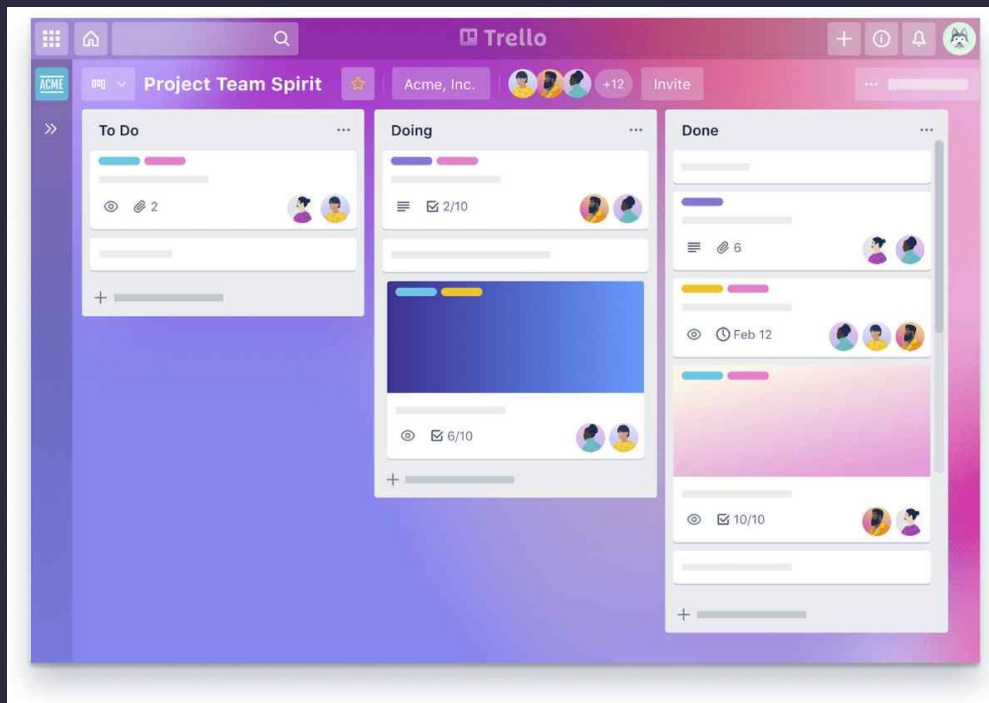 Trello
ACME
Project Team Spirit
Acme, Inc.
+12
Invite
To Do
2
Doing
2/10
6/10
Done
6
Feb 12
10/10